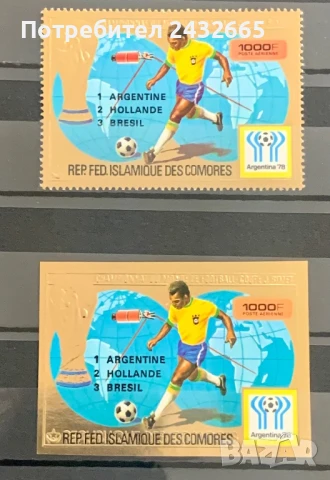 Потребител 2432665
1000F
POSTE AERIENNE
1 ARGENTINE
2 HOLLANDE
3 BRESIL
Argentina '78
REP. FED. ISLAMIQUE DES COMORES
1000F
POSTE AERIENNE
1 ARGENTINE
2 HOLLANDE
3 BRESIL
Argentina '78
REP. FED. ISLAMIQUE DES COMORES
bazar